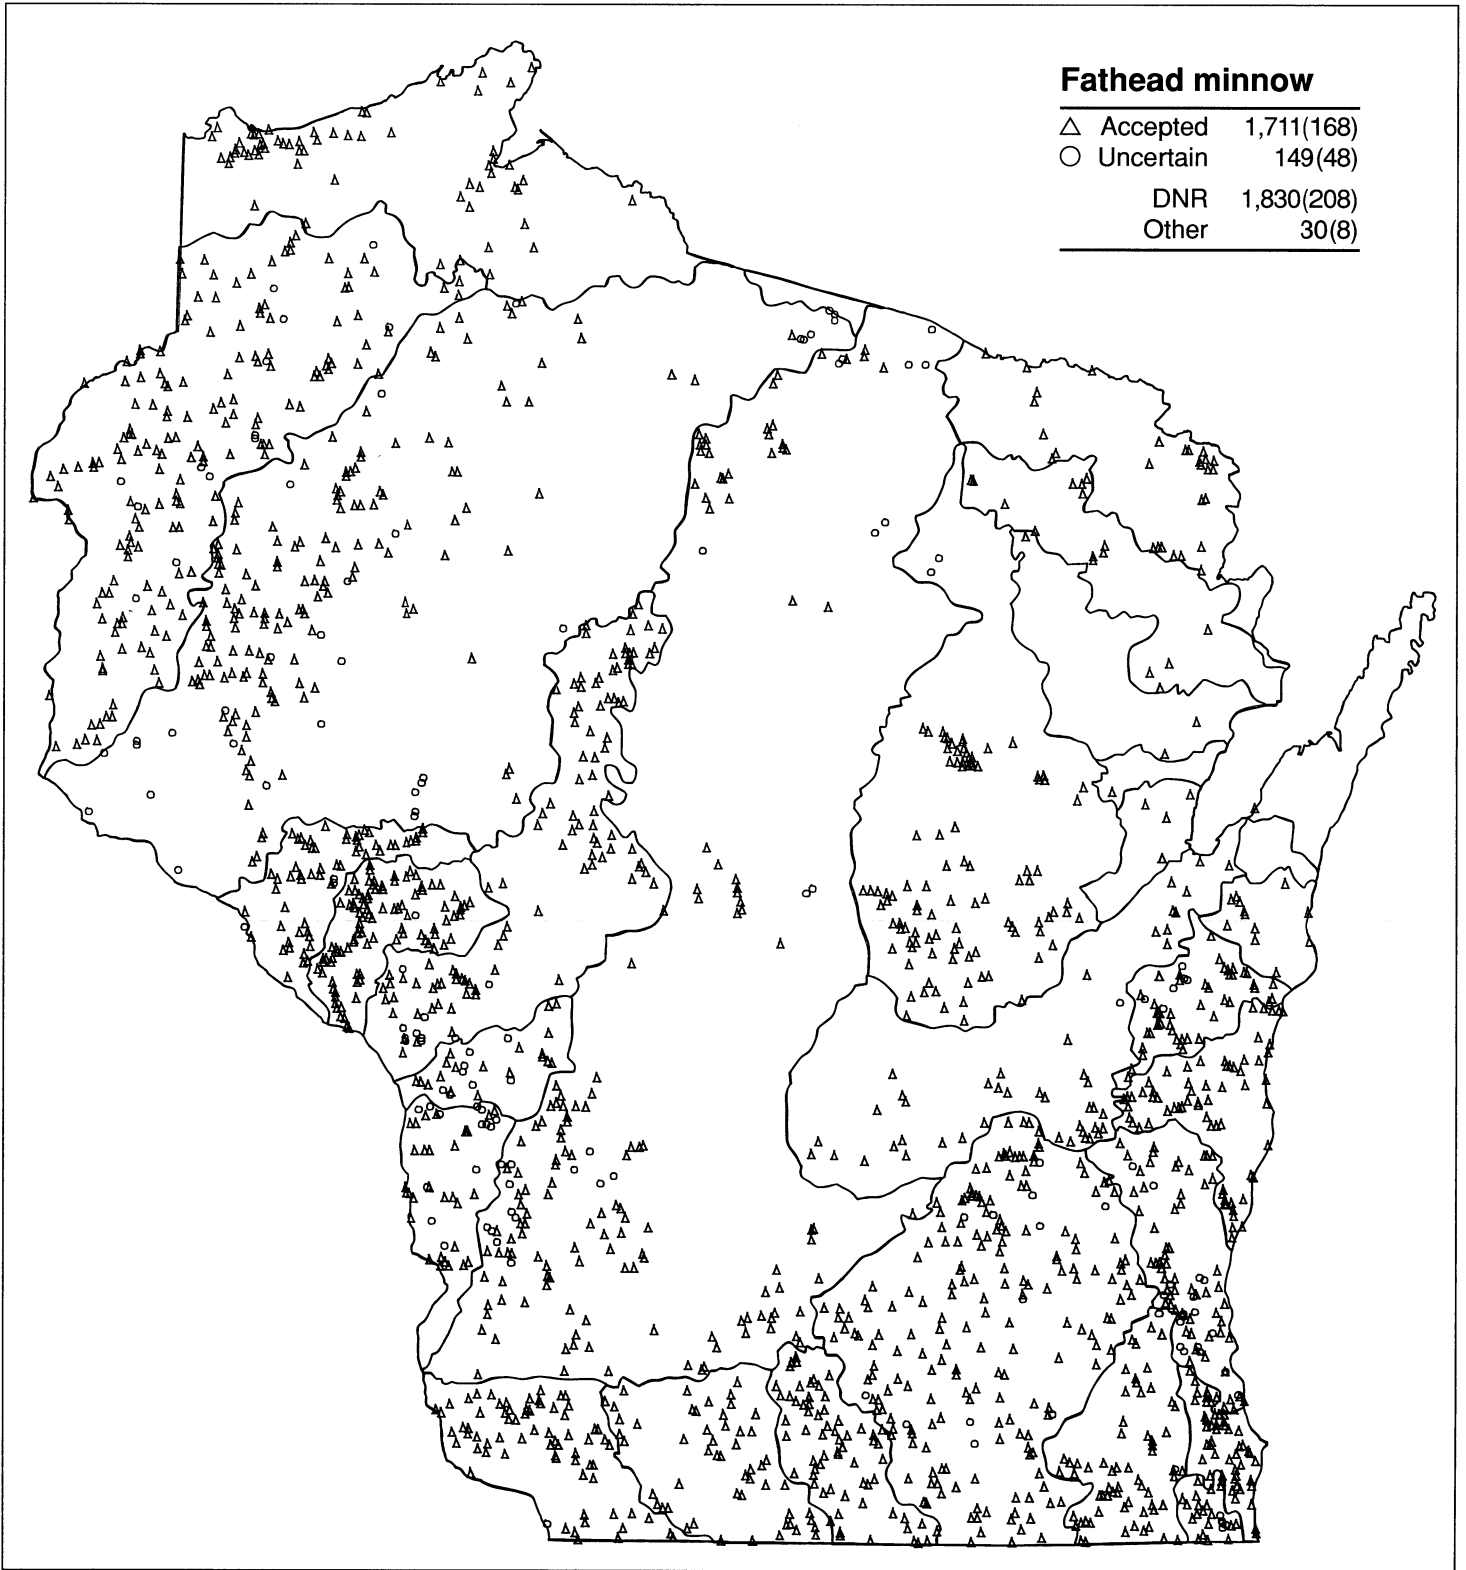 Fathead minnow
△ Accepted 1,711(168)
○ Uncertain 149(48)
DNR 1,830(208)
Other 30(8)